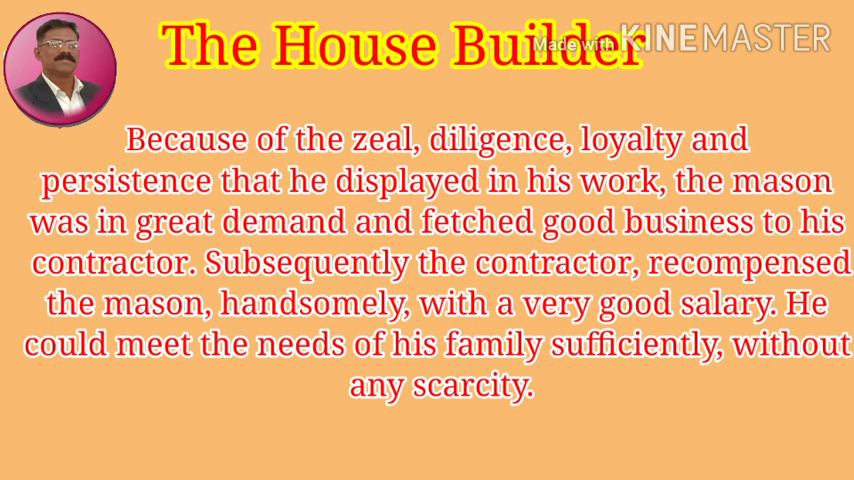 The House Builder
Made with KINEMASTER
Because of the zeal, diligence, loyalty and
persistence that he displayed in his work, the mason
was in great demand and fetched good business to his
contractor. Subsequently the contractor, recompensed
the mason, handsomely, with a very good salary. He
could meet the needs of his family sufficiently, without
any scarcity.